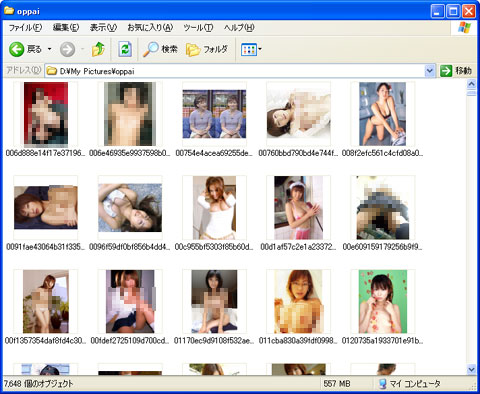 oppai
ファイル(F) 編集(E) 表示(V) お気に入り(A) ツール(T) ヘルプ(H)
戻る 検索 フォルダ
アドレス(D) D:¥My Pictures¥oppai 移動
006d888e14f17e37196... 006e46935e9937598b0... 00754e4acea69255de... 00760bbd790bd4e744f... 008f2efc561c4cfd08a0...
0091fae43064b31f335... 0096f59df0bf856b4dd4... 00c955bf5303f85b60d... 00d1af57c2e1a23372... 00e609159179256b9f9...
00f1357354daf8fd4c30... 00fdef2725109d700cd... 01170ec9d9108f532ae... 011cba830a39fdf0998... 0120735a1933701e91b...
7,648 個のオブジェクト 557 MB マイ コンピュータ